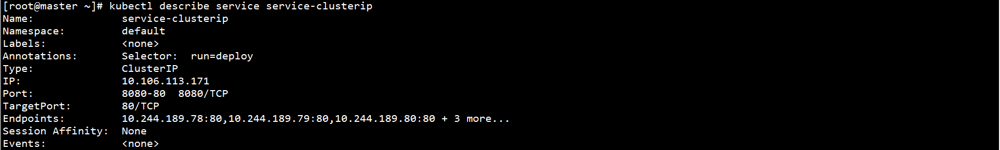 [root@master ~]# kubectl describe service service-clusterip
Name:              service-clusterip
Namespace:         default
Labels:            <none>
Annotations:       Selector:  run=deploy
Type:              ClusterIP
IP:                10.106.113.171
Port:              8080-80  8080/TCP
TargetPort:        80/TCP
Endpoints:         10.244.189.78:80,10.244.189.79:80,10.244.189.80:80 + 3 more...
Session Affinity:  None
Events:            <none>